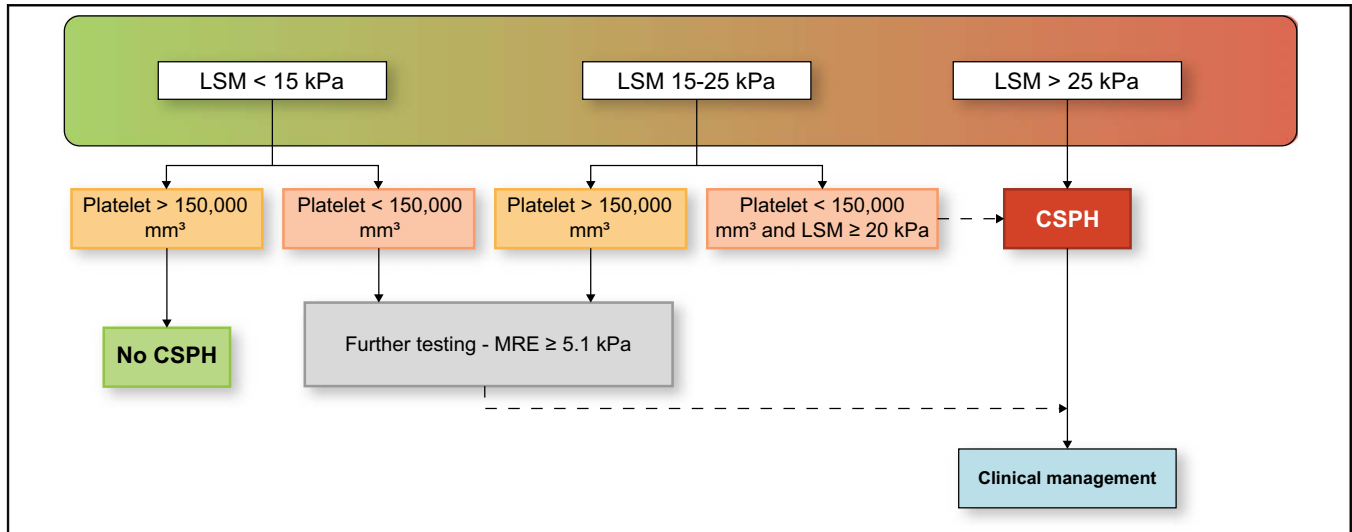 LSM < 15 kPa
LSM 15-25 kPa
LSM > 25 kPa
Platelet > 150,000
mm³
Platelet < 150,000
mm³
Platelet > 150,000
mm³
Platelet < 150,000
mm³ and LSM ≥ 20 kPa
CSPH
No CSPH
Further testing - MRE ≥ 5.1 kPa
Clinical management